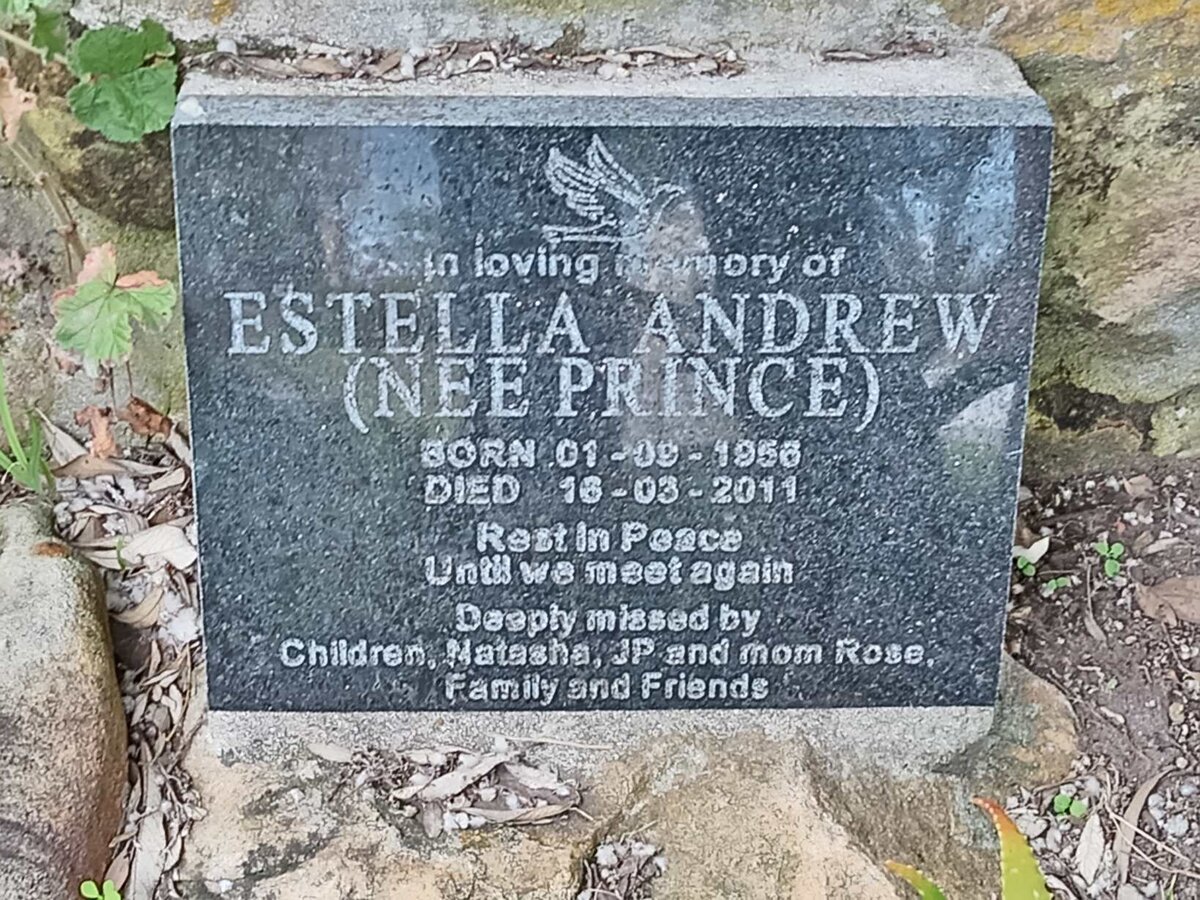 In loving memory of
ESTELLA ANDREW
(NEE PRINCE)
BORN 01-09-1956
DIED 16-03-2011
Rest in Peace
Until we meet again
Deeply missed by
Children, Natasha, JP and mom Rose,
Family and Friends